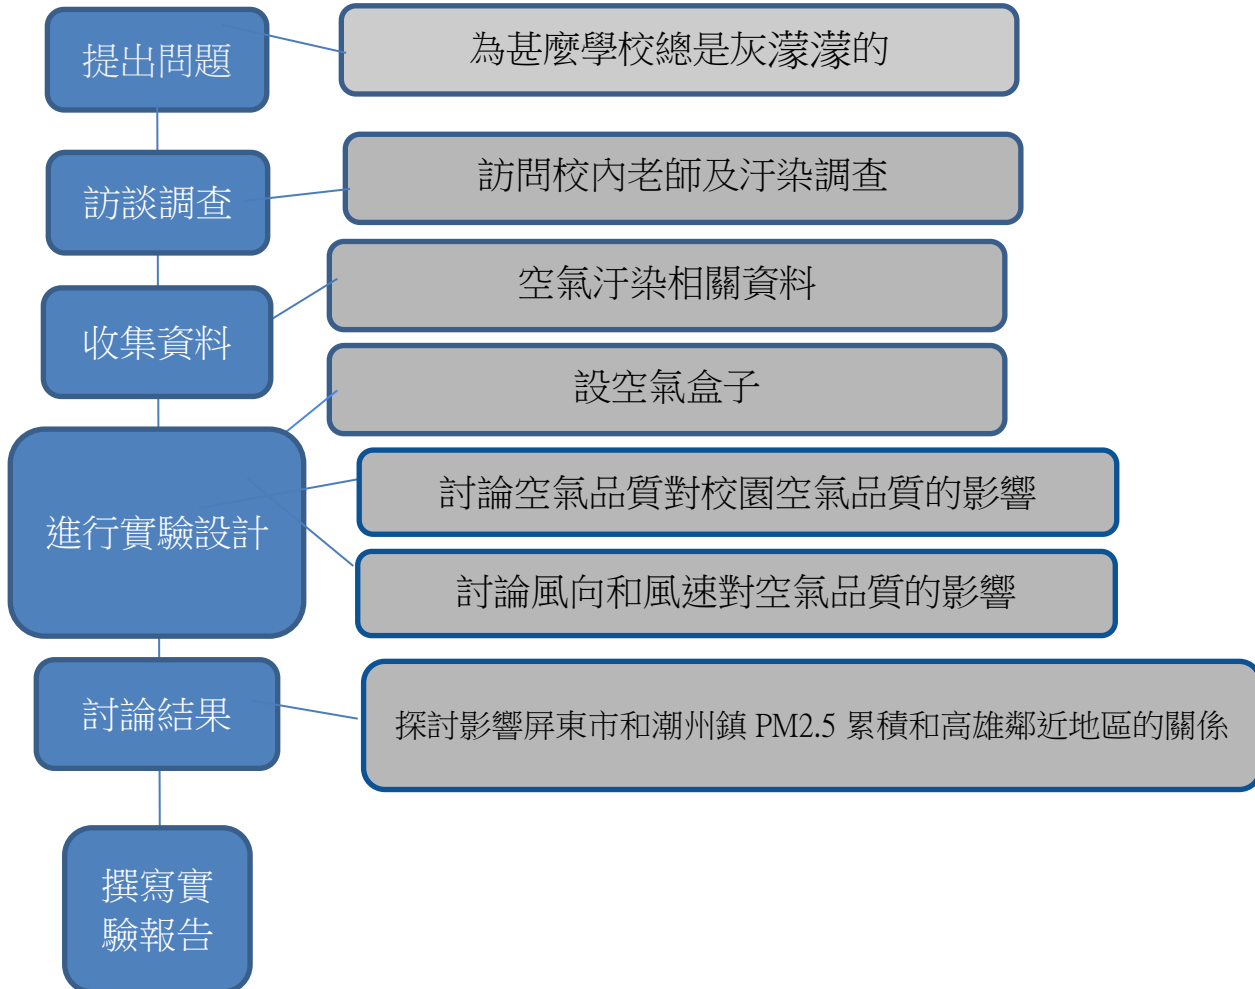 提出問題
為甚麼學校總是灰濛濛的
訪談調查
訪問校內老師及汙染調查
收集資料
空氣汙染相關資料
設空氣盒子
進行實驗設計
討論空氣品質對校園空氣品質的影響
討論風向和風速對空氣品質的影響
討論結果
探討影響屏東市和潮州鎮 PM2.5 累積和高雄鄰近地區的關係
撰寫實
驗報告